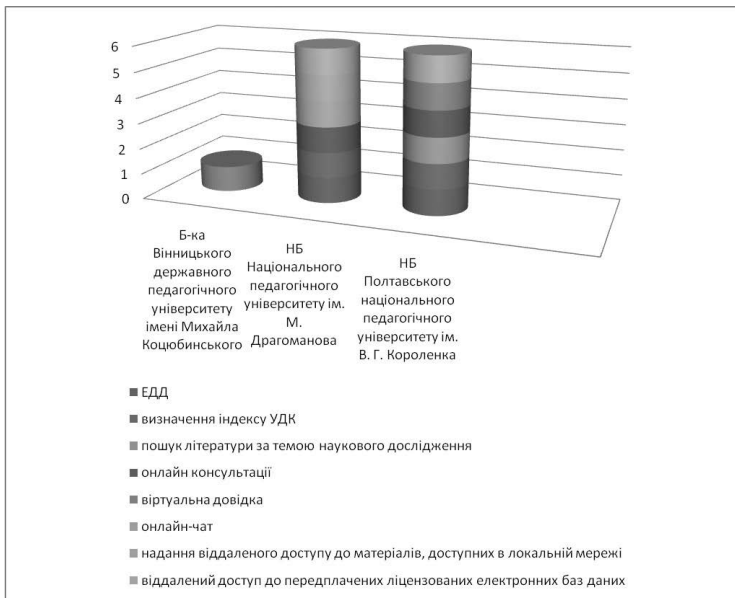 6
5
4
3
2
1
0
Б-ка
Вінницького
державного
педагогічного
університету
імені Михайла
Коцюбинського
НБ
Національного
педагогічного
університету ім.
М.
Драгоманова
НБ
Полтавського
національного
педагогічного
університету ім.
В. Г. Короленка
ЕДД
визначення індексу УДК
пошук літератури за темою наукового дослідження
онлайн консультації
віртуальна довідка
онлайн-чат
надання віддаленого доступу до матеріалів, доступних в локальній мережі
віддалений доступ до передплачених ліцензованих електронних баз даних